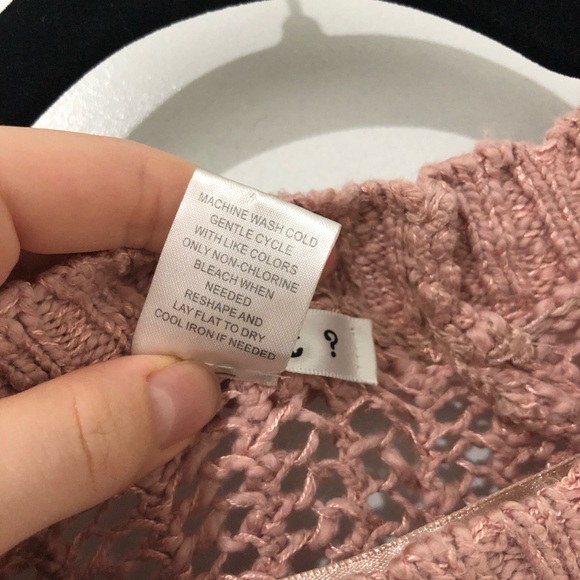 MACHINE WASH COLD
GENTLE CYCLE
WITH LIKE COLORS
ONLY NON-CHLORINE
BLEACH WHEN
NEEDED
RESHAPE AND
LAY FLAT TO DRY
COOL IRON IF NEEDED
?